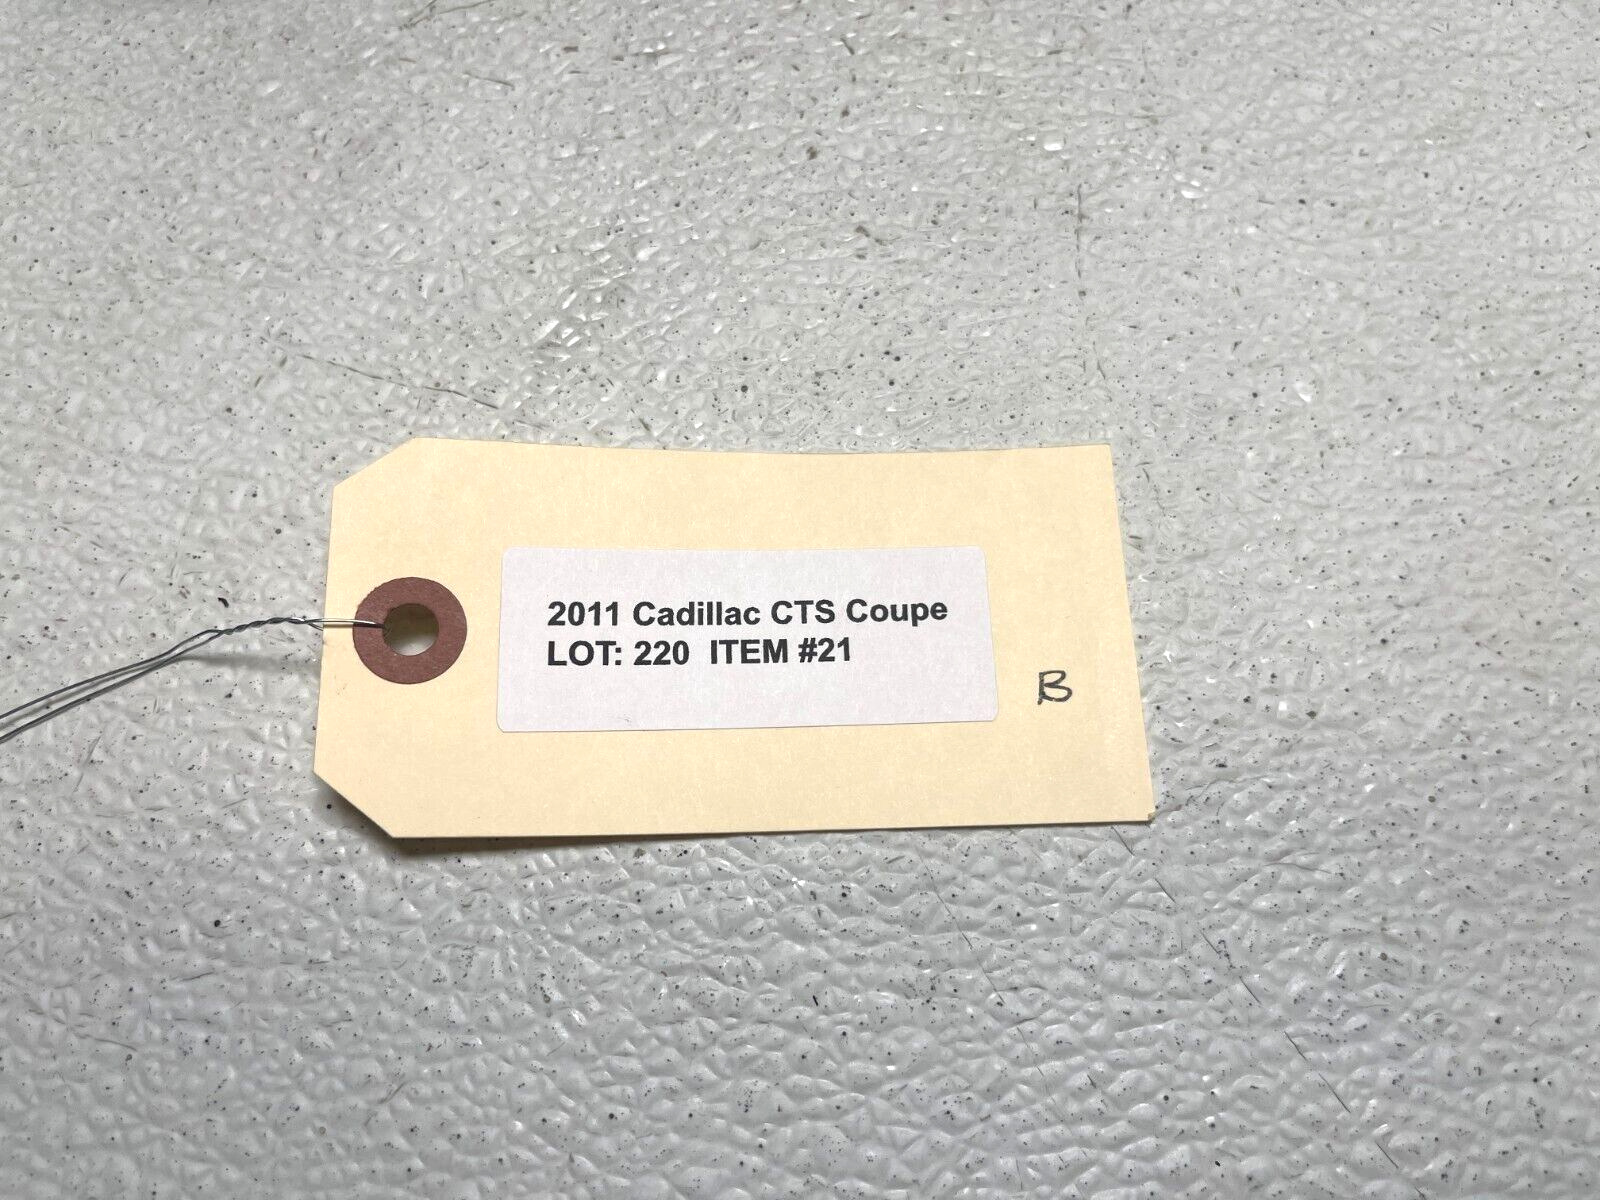 2011 Cadillac CTS Coupe
LOT: 220 ITEM #21
B